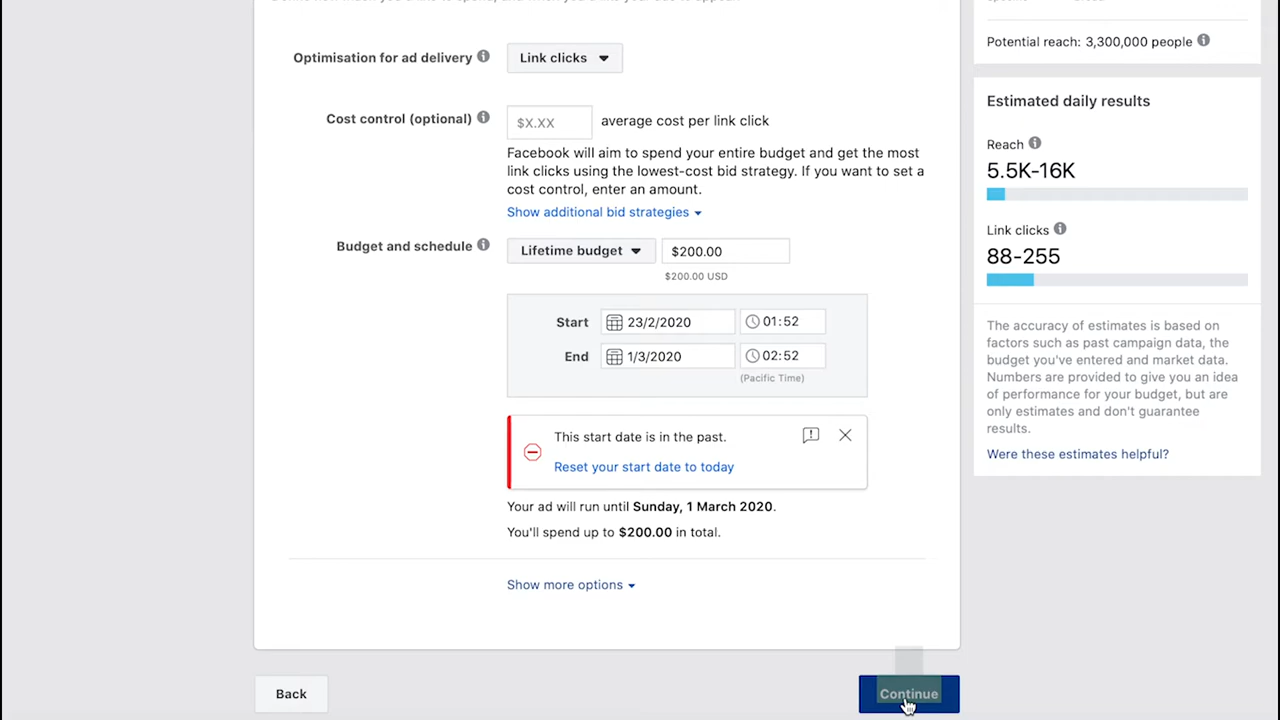 Optimisation for ad delivery
Link clicks
Cost control (optional)
$X.XX
average cost per link click
Facebook will aim to spend your entire budget and get the most
link clicks using the lowest-cost bid strategy. If you want to set a
cost control, enter an amount.
Show additional bid strategies
Budget and schedule
Lifetime budget
$200.00
$200.00 USD
Start
23/2/2020
01:52
End
1/3/2020
02:52
(Pacific Time)
This start date is in the past.
Reset your start date to today
Your ad will run until Sunday, 1 March 2020.
You'll spend up to $200.00 in total.
Show more options
Back
Continue
Potential reach: 3,300,000 people
Estimated daily results
Reach
5.5K-16K
Link clicks
88-255
The accuracy of estimates is based on
factors such as past campaign data, the
budget you've entered and market data.
Numbers are provided to give you an idea
of performance for your budget, but are
only estimates and don't guarantee
results.
Were these estimates helpful?